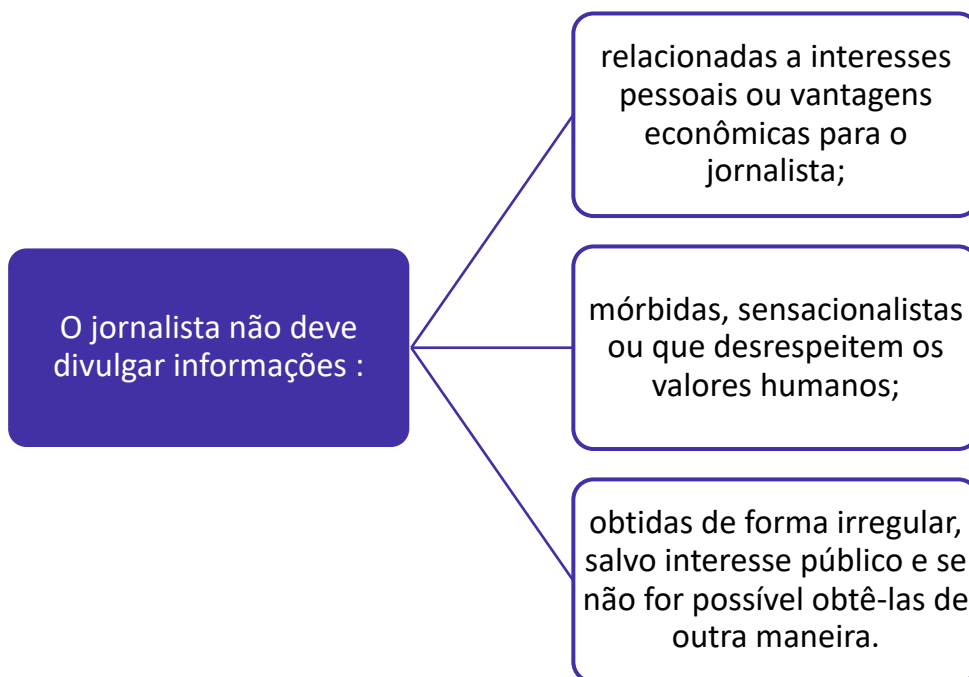 O jornalista não deve
divulgar informações :
relacionadas a interesses
pessoais ou vantagens
econômicas para o
jornalista;
mórbidas, sensacionalistas
ou que desrespeitem os
valores humanos;
obtidas de forma irregular,
salvo interesse público e se
não for possível obtê-las de
outra maneira.